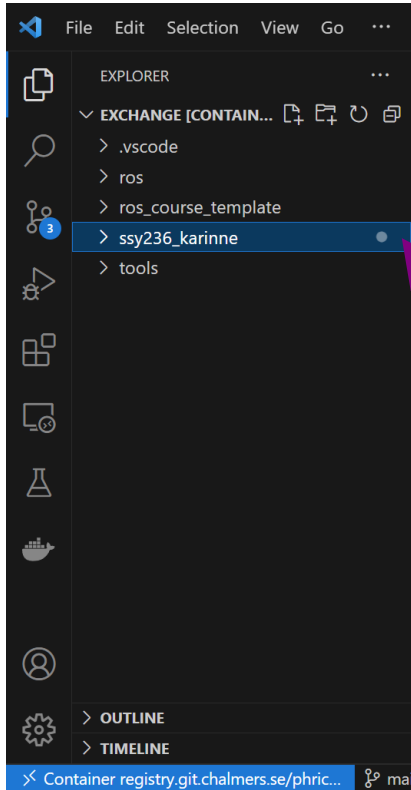 File Edit Selection View Go ···
EXPLORER ···
EXCHANGE [CONTAIN...
.vscode
ros
ros_course_template
3
ssy236_karinne
tools
OUTLINE
TIMELINE
Container registry.git.chalmers.se/phric... ma